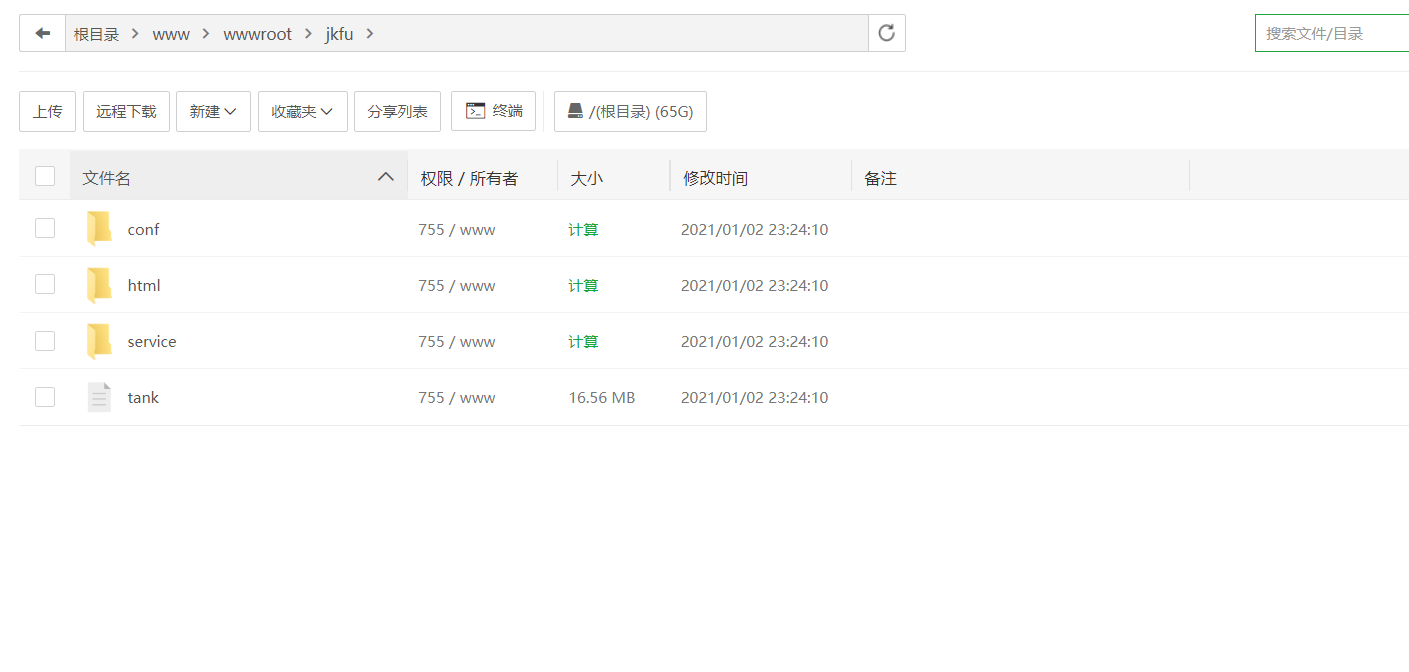 根目录 > www > wwwroot > jkfu >
搜索文件/目录
上传 远程下载 新建 收藏夹 分享列表 终端 /(根目录) (65G)
文件名 权限 / 所有者 大小 修改时间 备注
conf 755 / www 计算 2021/01/02 23:24:10
html 755 / www 计算 2021/01/02 23:24:10
service 755 / www 计算 2021/01/02 23:24:10
tank 755 / www 16.56 MB 2021/01/02 23:24:10